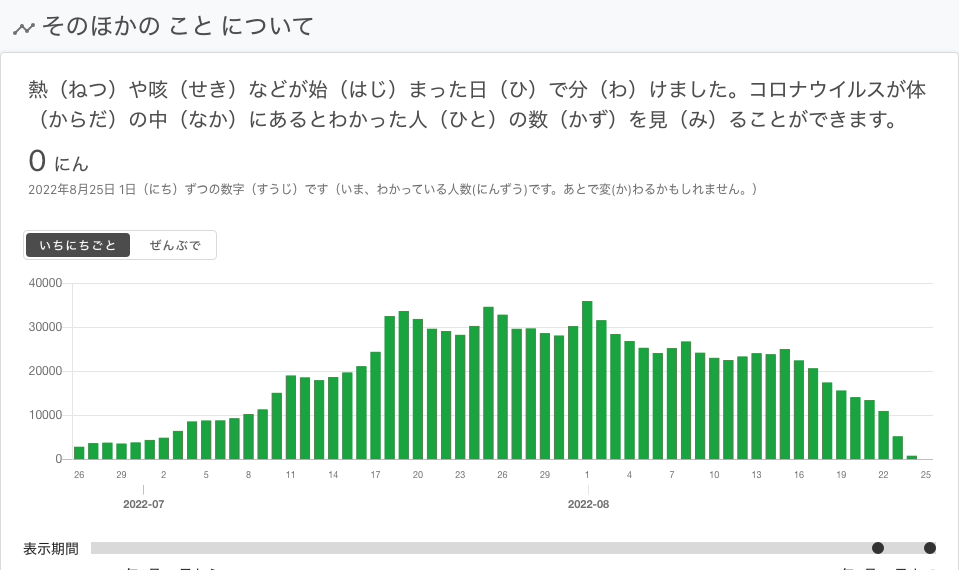 そのほかの こと について
熱（ねつ）や咳（せき）などが始（はじ）まった日（ひ）で分（わ）けました。コロナウイルスが体
（からだ）の中（なか）にあるとわかった人（ひと）の数（かず）を見（み）ることができます。
0 にん
2022年8月25日 1日（にち）ずつの数字（すうじ）です（いま、わかっている人数(にんずう)です。あとで変(か)わるかもしれません。）
いちにちごと ぜんぶで
40000
30000
20000
10000
0
26 29 2 5 8 11 14 17 20 23 26 29 1 4 7 10 13 16 19 22 25
2022-07 2022-08
表示期間